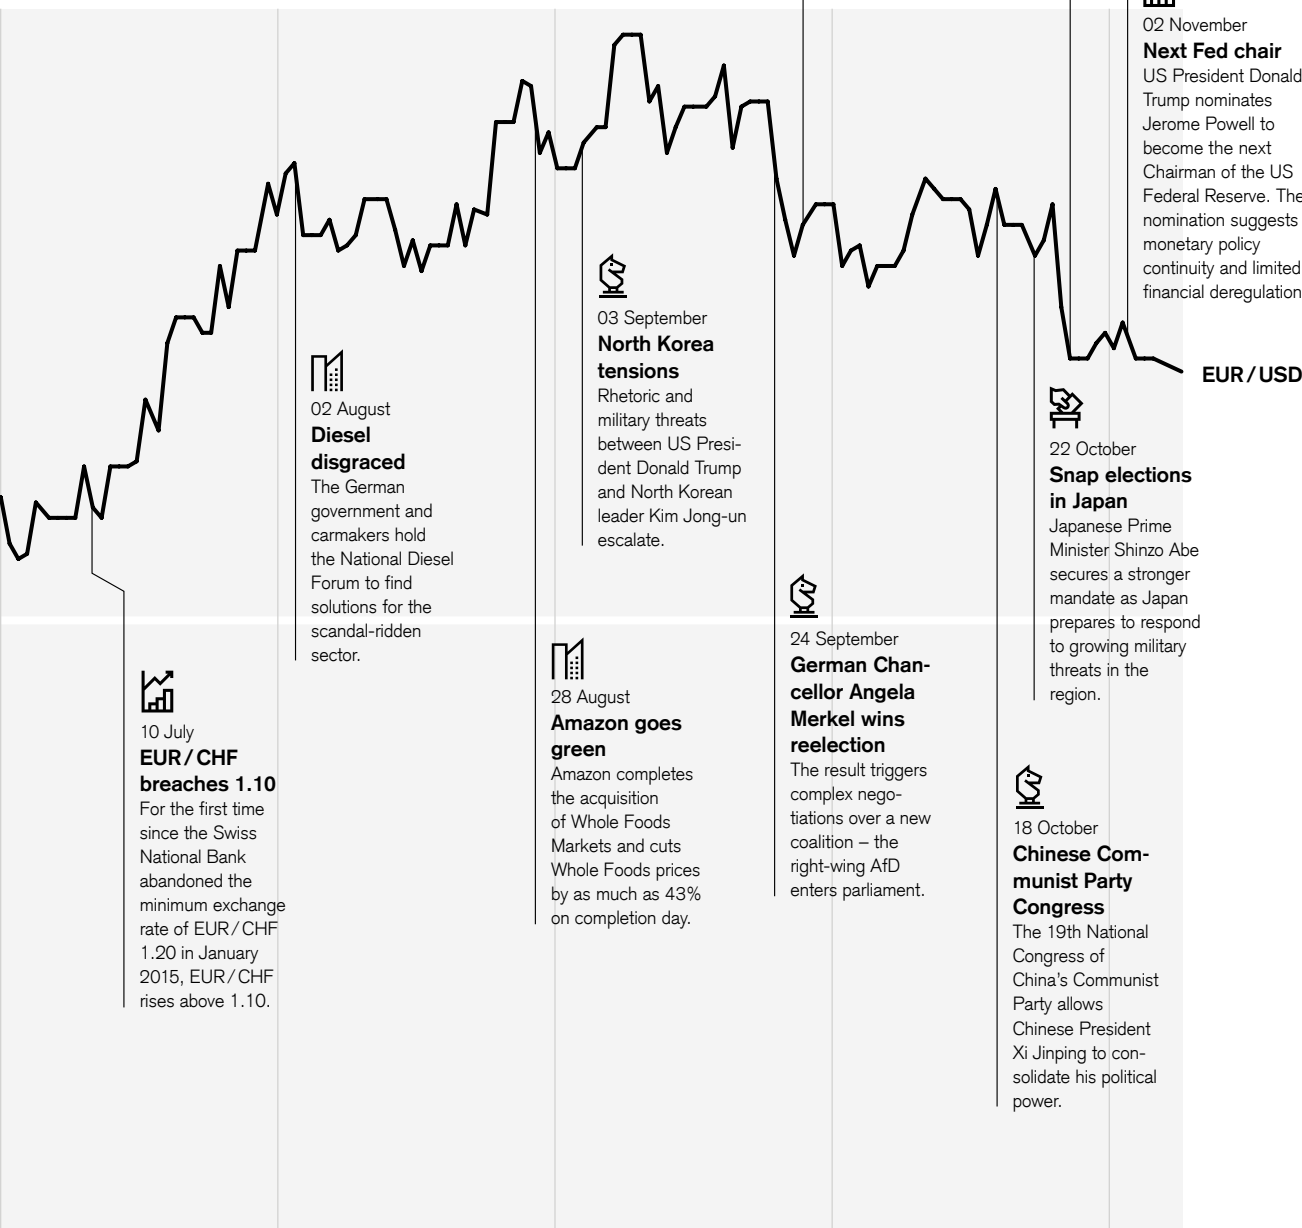 02 November
Next Fed chair
US President Donald
Trump nominates
Jerome Powell to
become the next
Chairman of the US
Federal Reserve. The
nomination suggests
monetary policy
continuity and limited
financial deregulation
EUR/USD
03 September
North Korea
tensions
Rhetoric and
military threats
between US Presi-
dent Donald Trump
and North Korean
leader Kim Jong-un
escalate.
02 August
Diesel
disgraced
The German
government and
carmakers hold
the National Diesel
Forum to find
solutions for the
scandal-ridden
sector.
22 October
Snap elections
in Japan
Japanese Prime
Minister Shinzo Abe
secures a stronger
mandate as Japan
prepares to respond
to growing military
threats in the
region.
24 September
German Chan-
cellor Angela
Merkel wins
reelection
The result triggers
complex nego-
tiations over a new
coalition – the
right-wing AfD
enters parliament.
28 August
Amazon goes
green
Amazon completes
the acquisition
of Whole Foods
Markets and cuts
Whole Foods prices
by as much as 43%
on completion day.
10 July
EUR/CHF
breaches 1.10
For the first time
since the Swiss
National Bank
abandoned the
minimum exchange
rate of EUR/CHF
1.20 in January
2015, EUR/CHF
rises above 1.10.
18 October
Chinese Com-
munist Party
Congress
The 19th National
Congress of
China's Communist
Party allows
Chinese President
Xi Jinping to con-
solidate his political
power.